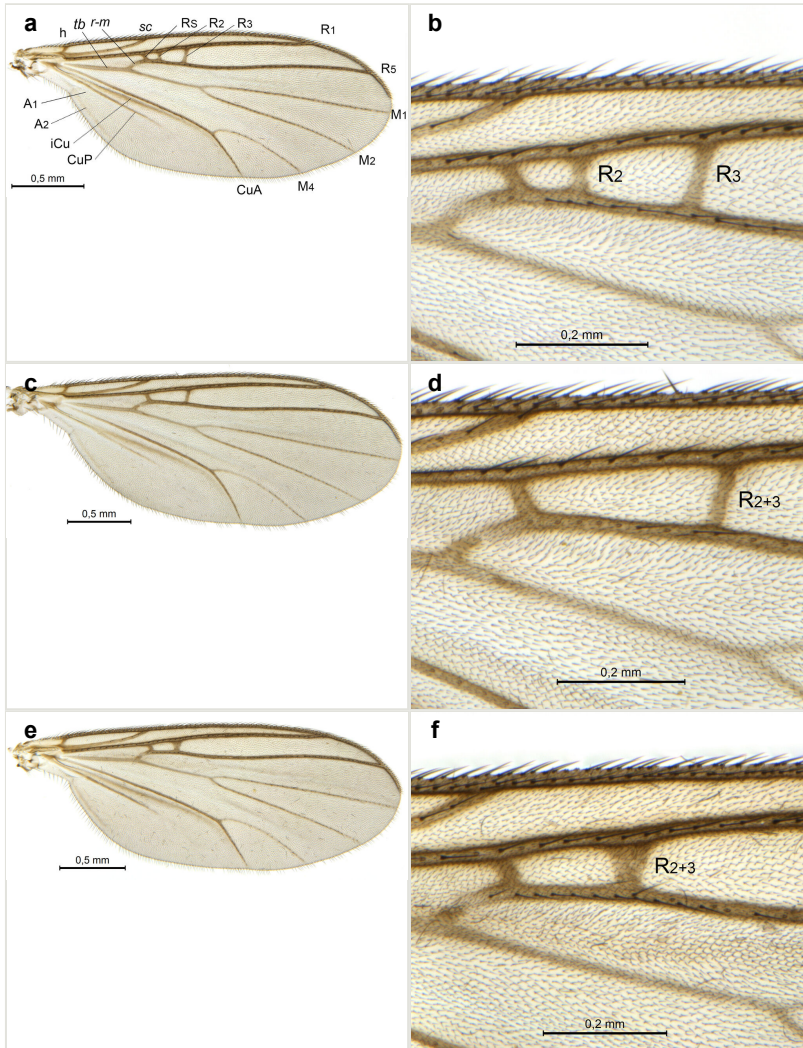 a
h tb r-m sc RS R2 R3 R1
R5
A1
A2
iCu
CuP
M1
M2
M4
CuA
0,5 mm
b
R2 R3
0,2 mm
c
0,5 mm
d
R2+3
0,2 mm
e
0,5 mm
f
R2+3
0,2 mm